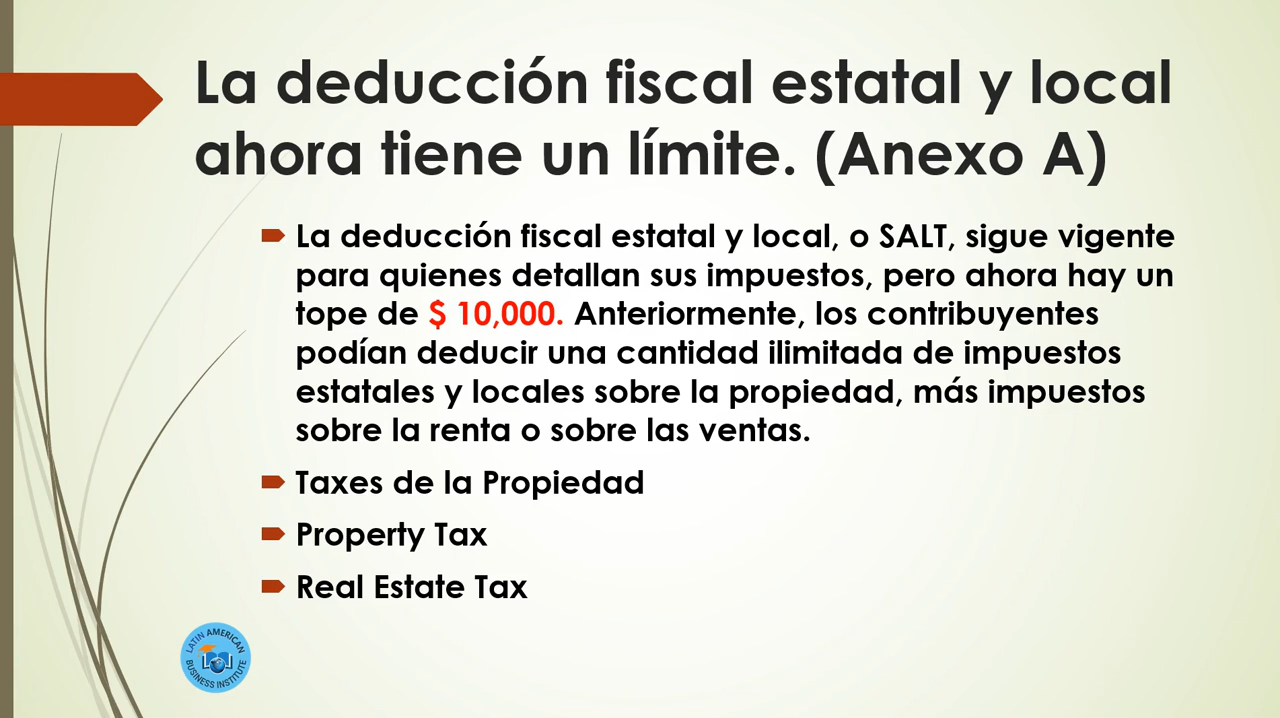 La deducción fiscal estatal y local
ahora tiene un límite. (Anexo A)
La deducción fiscal estatal y local, o SALT, sigue vigente
para quienes detallan sus impuestos, pero ahora hay un
tope de $ 10,000. Anteriormente, los contribuyentes
podían deducir una cantidad ilimitada de impuestos
estatales y locales sobre la propiedad, más impuestos
sobre la renta o sobre las ventas.
Taxes de la Propiedad
Property Tax
Real Estate Tax
LATIN AMERICAN
BUSINESS INSTITUTE